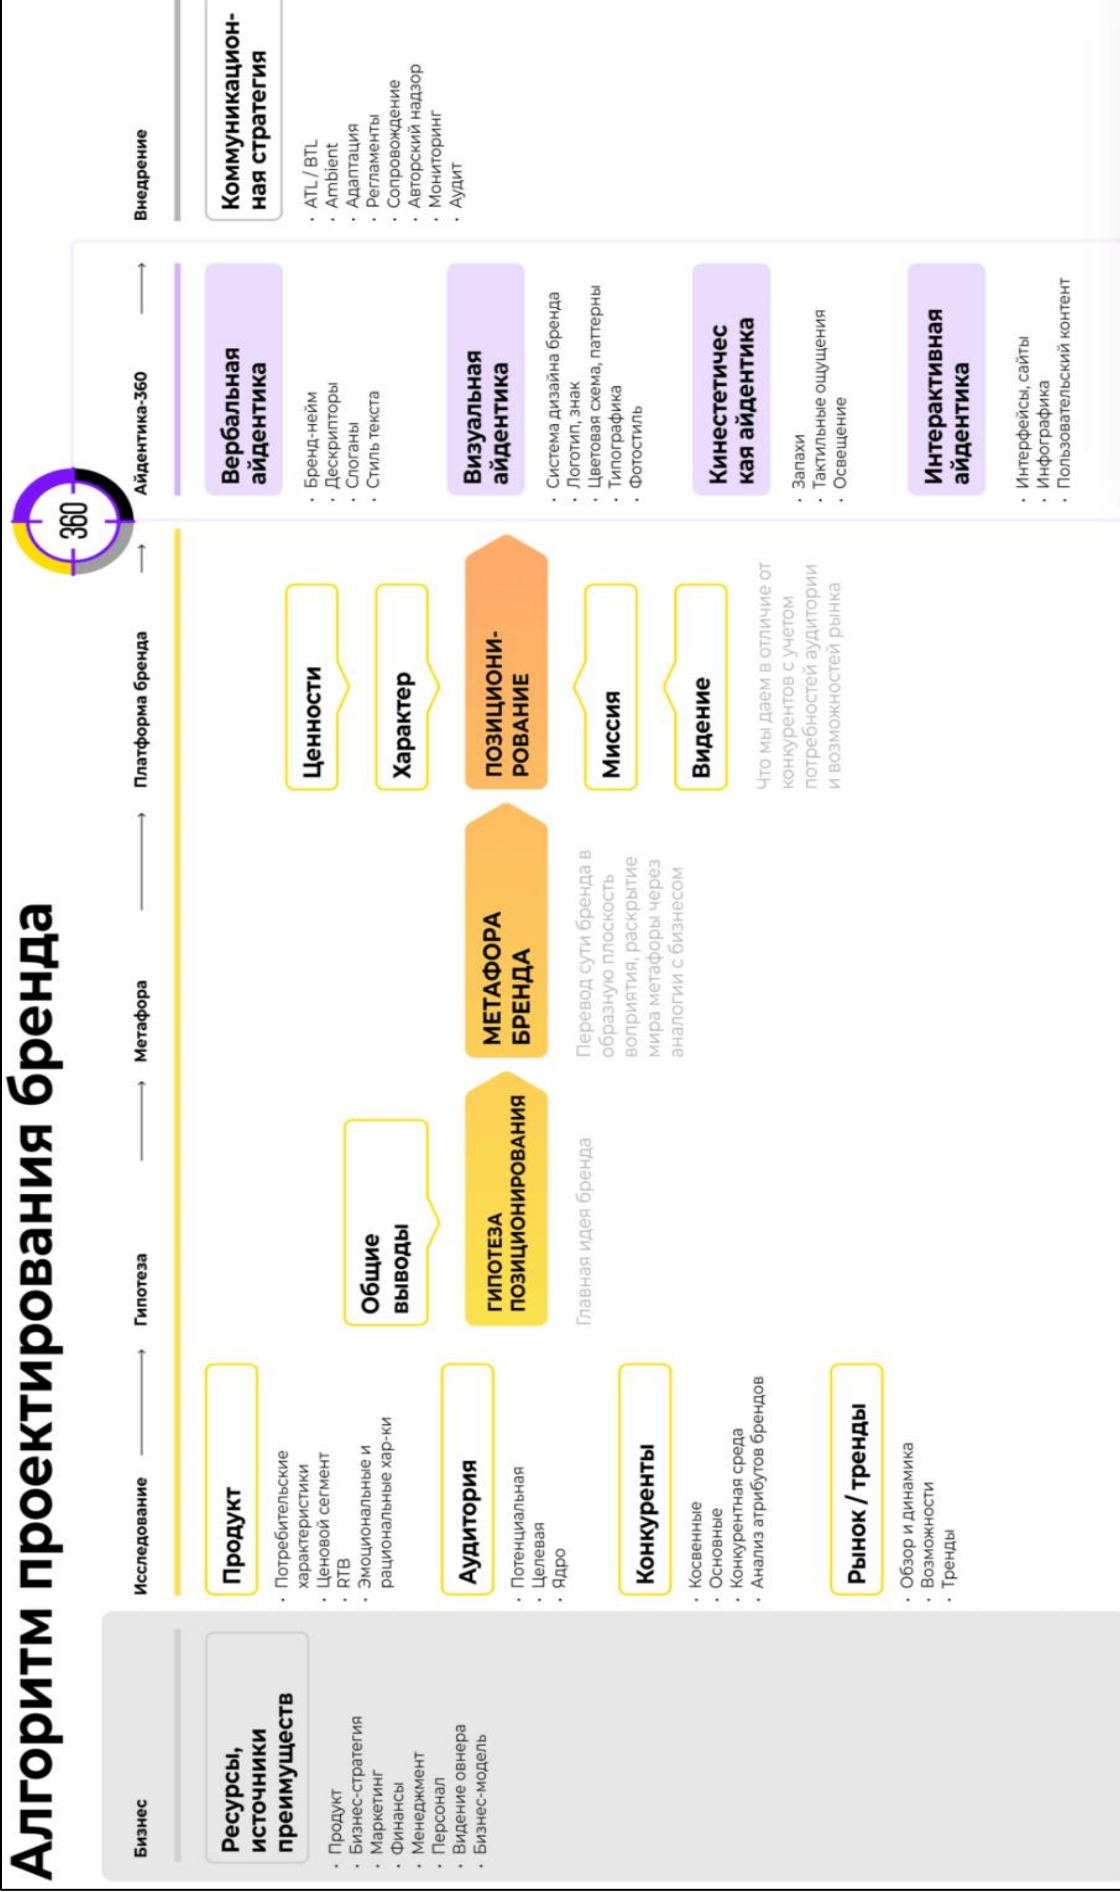 Алгоритм проектирования бренда
360
Бизнес
Исследование
Гипотеза
Метафора
Платформа бренда
Айдентика-360
Внедрение
Ресурсы,
источники
преимуществ
· Продукт
· Бизнес-стратегия
· Маркетинг
· Финансы
· Менеджмент
· Персонал
· Видение овнера
· Бизнес-модель
Продукт
· Потребительские
характеристики
· Ценовой сегмент
· RTB
· Эмоциональные и
рациональные хар-ки
Аудитория
· Потенциальная
· Целевая
· Ядро
Конкуренты
· Косвенные
· Основные
· Конкурентная среда
· Анализ атрибутов брендов
Рынок / тренды
· Обзор и динамика
· Возможности
· Тренды
Общие
выводы
ГИПОТЕЗА
ПОЗИЦИОНИРОВАНИЯ
Главная идея бренда
МЕТАФОРА
БРЕНДА
Перевод сути бренда в
образную плоскость
воприятия, раскрытие
мира метафоры через
аналогии с бизнесом
Ценности
Характер
ПОЗИЦИОНИ-
РОВАНИЕ
Миссия
Видение
Что мы даем в отличие от
конкурентов с учетом
потребностей аудитории
и возможностей рынка
Вербальная
айдентика
· Бренд-нейм
· Дескрипторы
· Слоганы
· Стиль текста
Визуальная
айдентика
· Система дизайна бренда
· Логотип, знак
· Цветовая схема, паттерны
· Типографика
· Фотостиль
Кинестетичес
кая айдентика
· Запахи
· Тактильные ощущения
· Освещение
Интерактивная
айдентика
· Интерфейсы, сайты
· Инфографика
· Пользовательский контент
Коммуникацион-
ная стратегия
· ATL / BTL
· Ambient
· Адаптация
· Регламенты
· Сопровождение
· Авторский надзор
· Мониторинг
· Аудит